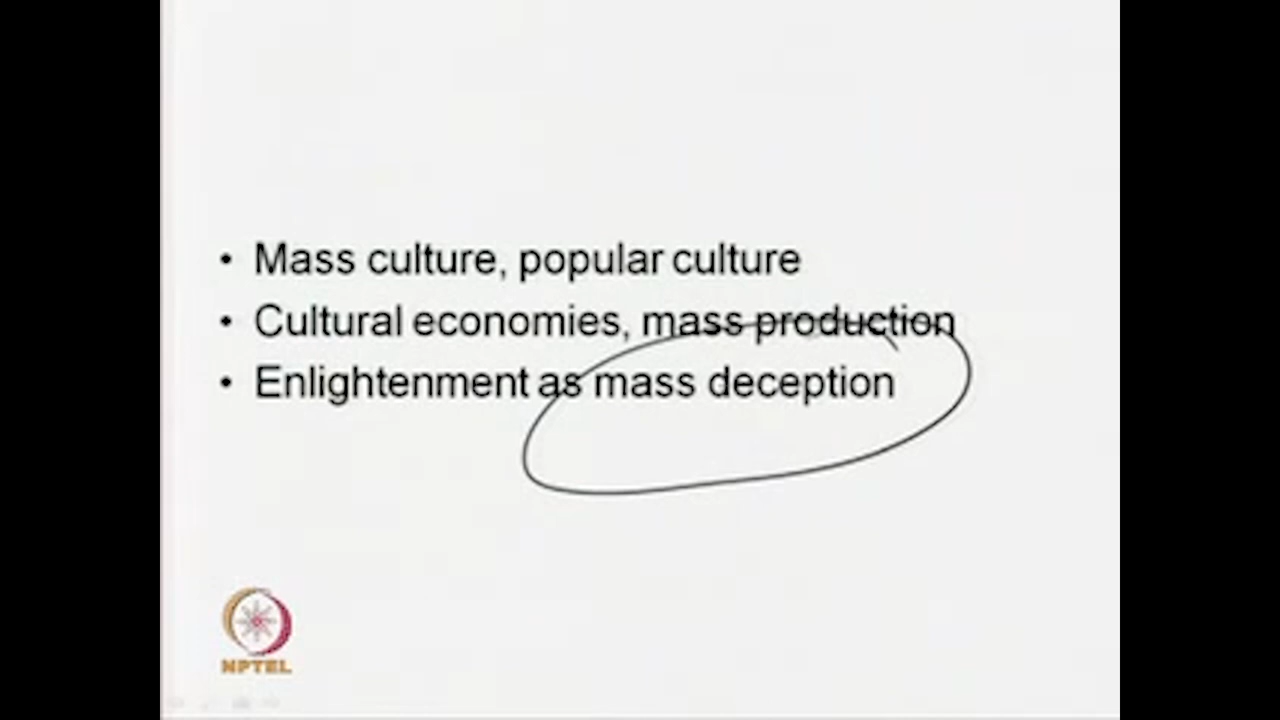 • Mass culture, popular culture
• Cultural economies, mass production
• Enlightenment as mass deception
NPTEL